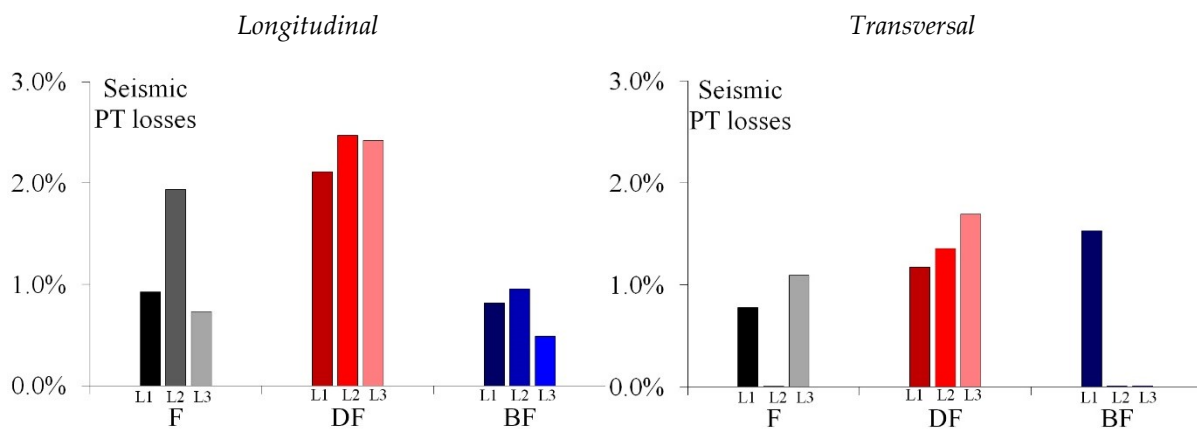 Longitudinal
3.0%
Seismic
PT losses
2.0%
1.0%
0.0%
L1 L2 L3
L1 L2 L3
L1 L2 L3
F
DF
BF
Transversal
3.0%
Seismic
PT losses
2.0%
1.0%
0.0%
L1 L2 L3
L1 L2 L3
L1 L2 L3
F
DF
BF